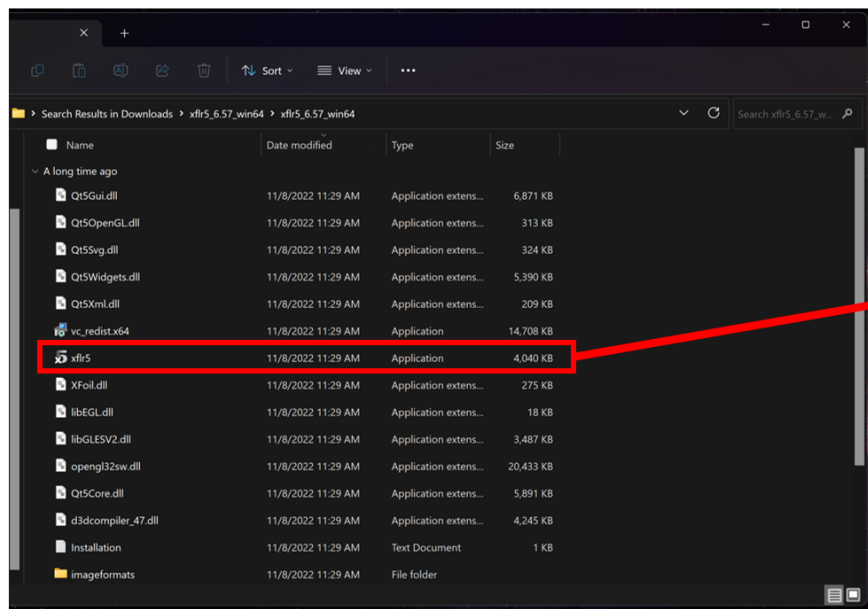 Sort View
Search Results in Downloads > xflr5_6.57_win64 > xflr5_6.57_win64 Search xflr5_6.57_w...
Name Date modified Type Size
A long time ago
Qt5Gui.dll 11/8/2022 11:29 AM Application extens... 6,871 KB
Qt5OpenGL.dll 11/8/2022 11:29 AM Application extens... 313 KB
Qt5Svg.dll 11/8/2022 11:29 AM Application extens... 324 KB
Qt5Widgets.dll 11/8/2022 11:29 AM Application extens... 5,390 KB
Qt5Xml.dll 11/8/2022 11:29 AM Application extens... 209 KB
vc_redist.x64 11/8/2022 11:29 AM Application 14,708 KB
xflr5 11/8/2022 11:29 AM Application 4,040 KB
XFoil.dll 11/8/2022 11:29 AM Application extens... 275 KB
libEGL.dll 11/8/2022 11:29 AM Application extens... 18 KB
libGLESV2.dll 11/8/2022 11:29 AM Application extens... 3,487 KB
opengl32sw.dll 11/8/2022 11:29 AM Application extens... 20,433 KB
Qt5Core.dll 11/8/2022 11:29 AM Application extens... 5,891 KB
d3dcompiler_47.dll 11/8/2022 11:29 AM Application extens... 4,245 KB
Installation 11/8/2022 11:29 AM Text Document 1 KB
imageformats 11/8/2022 11:29 AM File folder